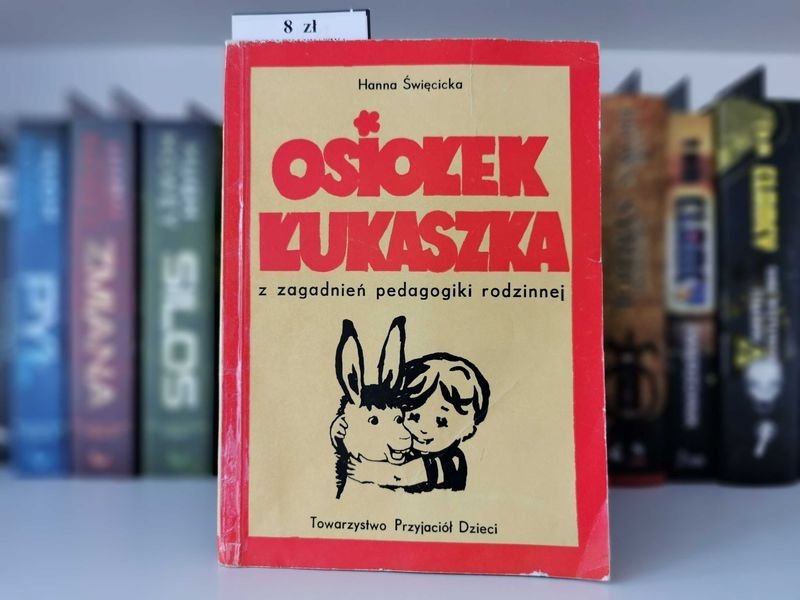 8 zł
Hanna Święcicka
OSIOŁEK
ŁUKASZKA
z zagadnień pedagogiki rodzinnej
Towarzystwo Przyjaciół Dzieci
PYŁ
ZMIANA
SILOS